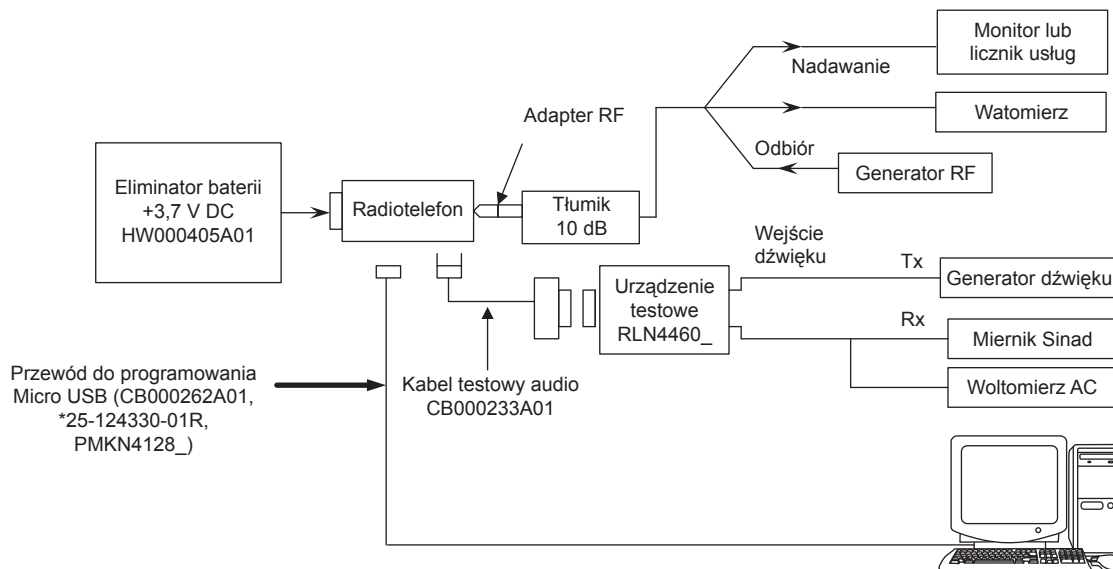 Monitor lub
licznik usług
Nadawanie
Adapter RF
Watomierz
Odbiór
Generator RF
Eliminator baterii
+3,7 V DC
HW000405A01
Radiotelefon
Tłumik
10 dB
Wejście
dźwięku
Tx
Generator dźwięku
Urządzenie
testowe
RLN4460_
Rx
Miernik Sinad
Woltomierz AC
Przewód do programowania
Micro USB (CB000262A01,
*25-124330-01R,
PMKN4128_)
Kabel testowy audio
CB000233A01